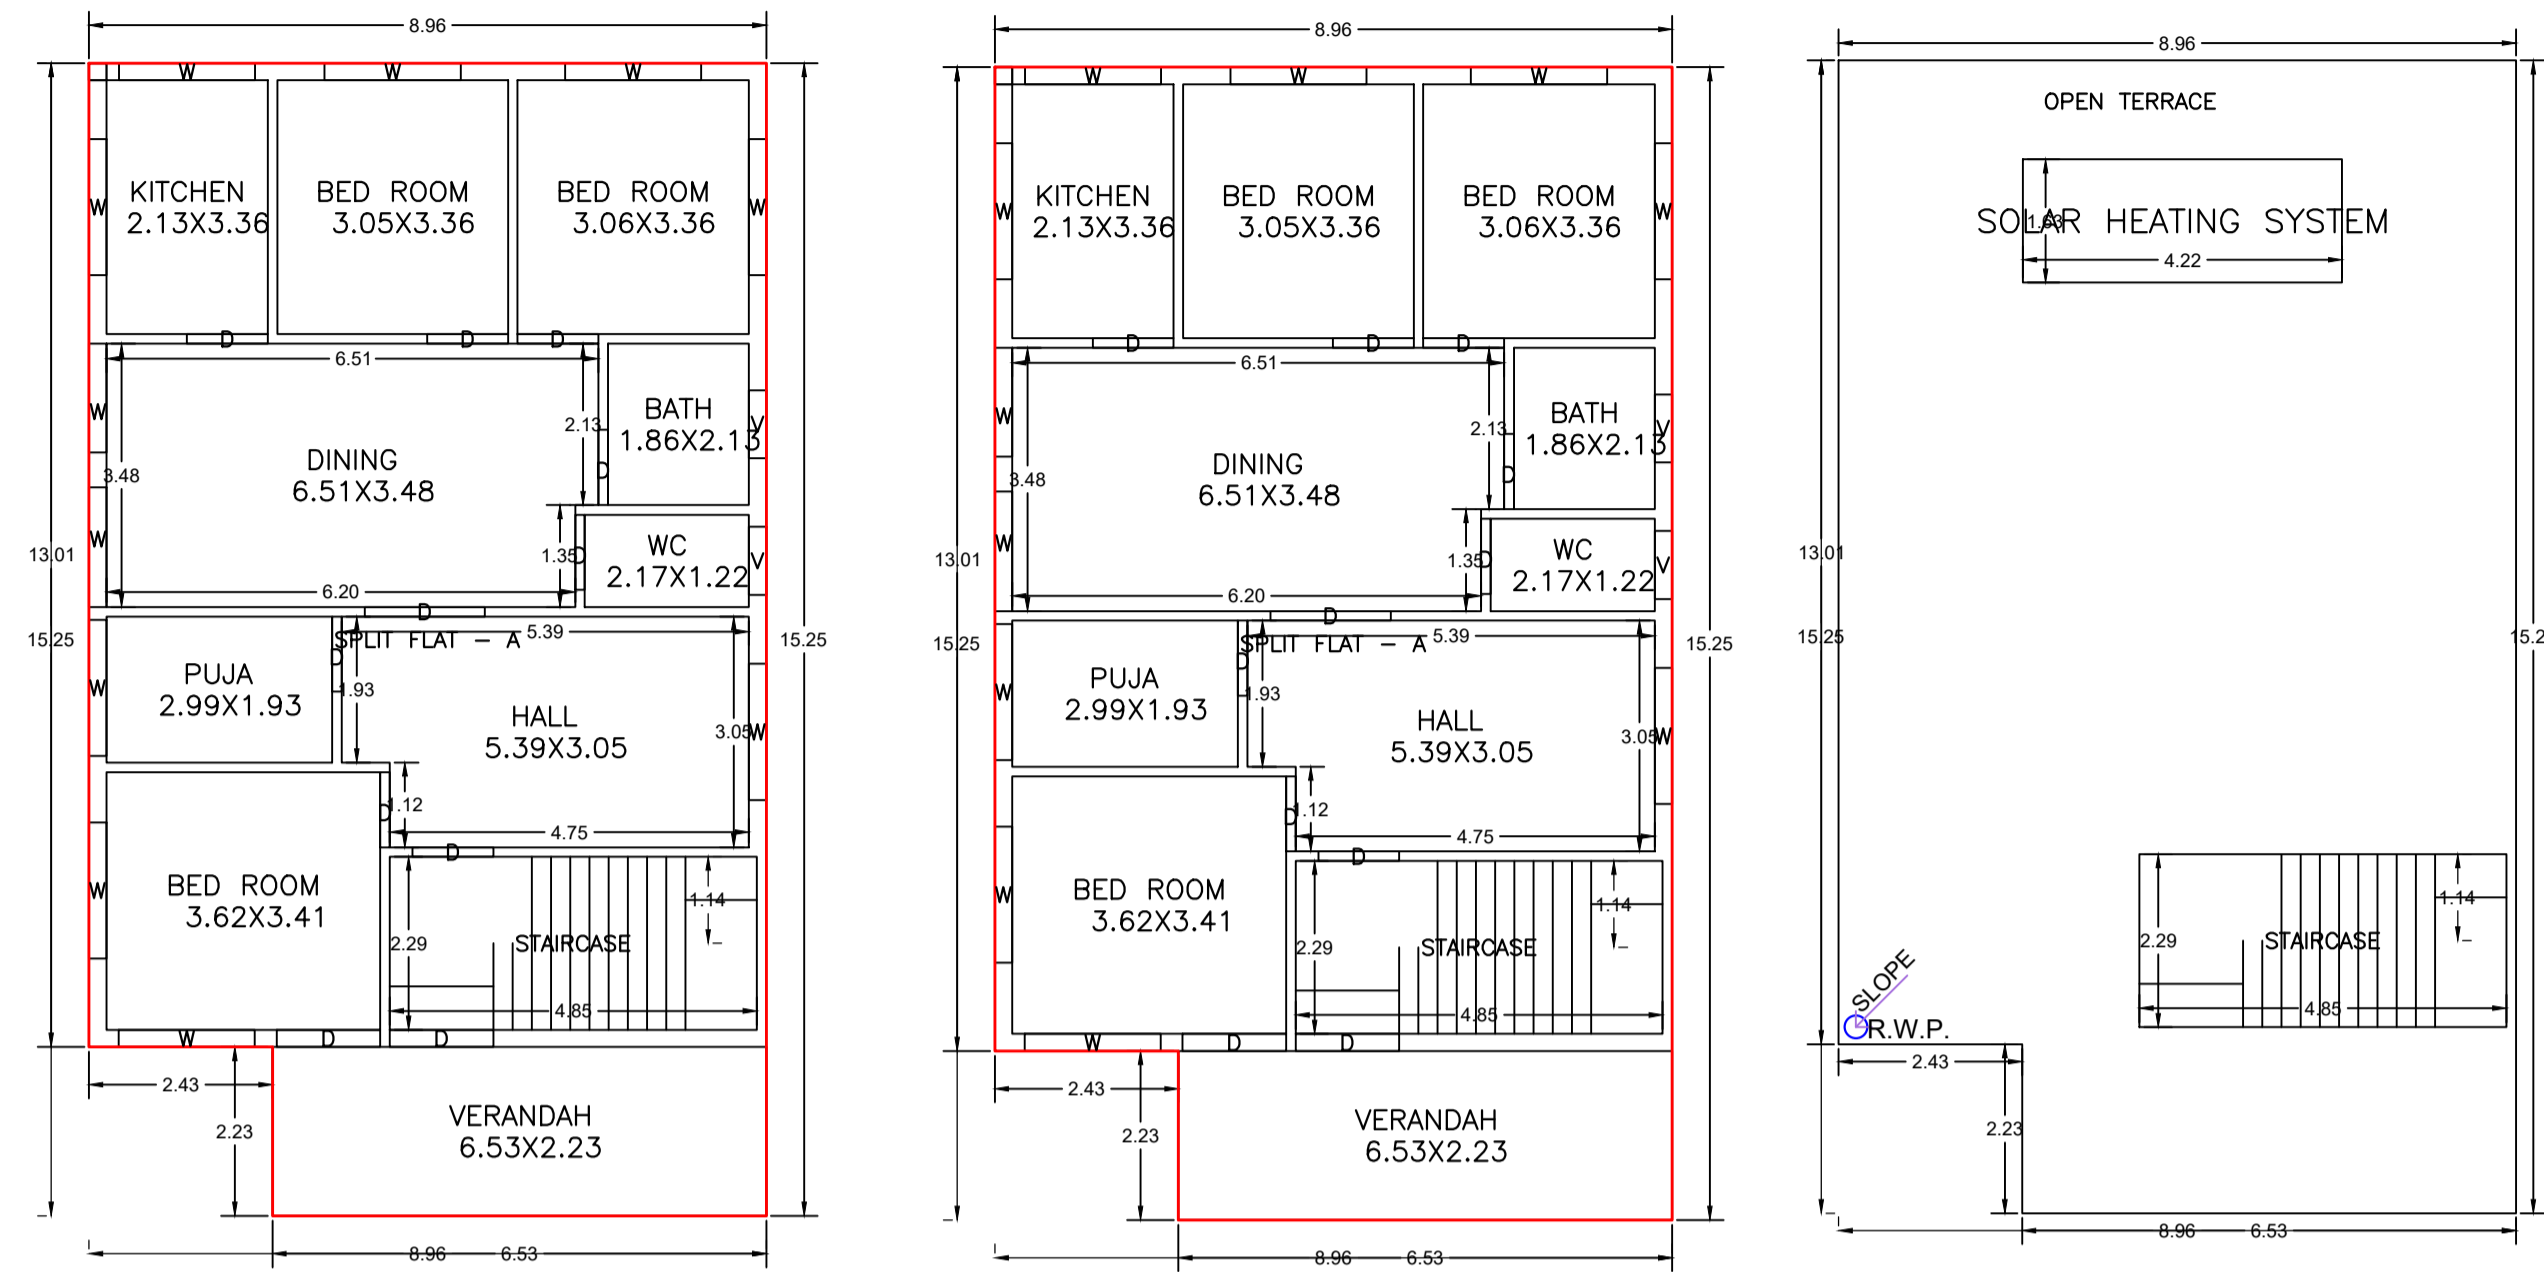 8.96
W W W
KITCHEN
2.13X3.36
BED ROOM
3.05X3.36
BED ROOM
3.06X3.36
W W
D D D
6.51
DINING
6.51X3.48
3.48
2.13
BATH
1.86X2.13
W D V
1.35
WC
2.17X1.22
W D V
6.20
D
13.01
15.25
15.25
SPLIT FLAT - A
5.39
D
PUJA
2.99X1.93
W
1.93
HALL
5.39X3.05
3.05
W
1.12
D
4.75
D
BED ROOM
3.62X3.41
W
2.29
STAIRCASE
1.14
4.85
W D D
2.43
2.23
VERANDAH
6.53X2.23
8.96 6.53
8.96
W W W
KITCHEN
2.13X3.36
BED ROOM
3.05X3.36
BED ROOM
3.06X3.36
W W
D D D
6.51
DINING
6.51X3.48
3.48
2.13
BATH
1.86X2.13
W D V
1.35
WC
2.17X1.22
W D V
6.20
D
13.01
15.25
15.25
SPLIT FLAT - A
5.39
D
PUJA
2.99X1.93
W
1.93
HALL
5.39X3.05
3.05
W
1.12
D
4.75
D
BED ROOM
3.62X3.41
W
2.29
STAIRCASE
1.14
4.85
W D D
2.43
2.23
VERANDAH
6.53X2.23
8.96 6.53
8.96
OPEN TERRACE
SOLAR HEATING SYSTEM
1.63
4.22
13.01
15.25
15.2
2.29
STAIRCASE
1.14
4.85
SLOPE
R.W.P.
2.43
2.23
8.96 6.53